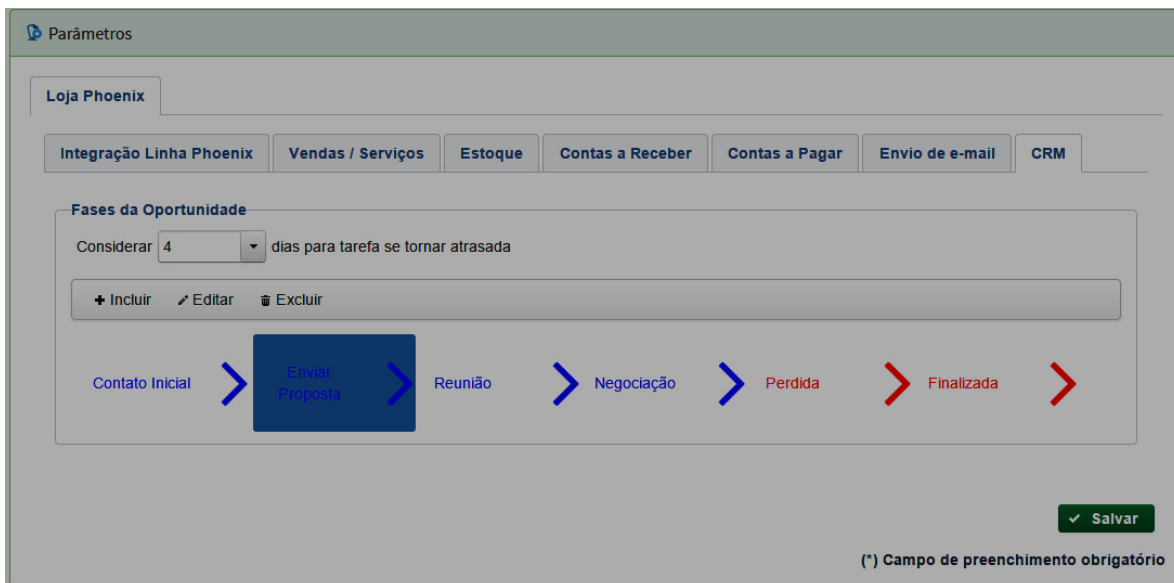 Parâmetros
Loja Phoenix
Integração Linha Phoenix Vendas / Serviços Estoque Contas a Receber Contas a Pagar Envio de e-mail CRM
Fases da Oportunidade
Considerar 4 dias para tarefa se tornar atrasada
Incluir Editar Excluir
Contato Inicial Enviar Proposta Reunião Negociação Perdida Finalizada
Salvar
(*) Campo de preenchimento obrigatório